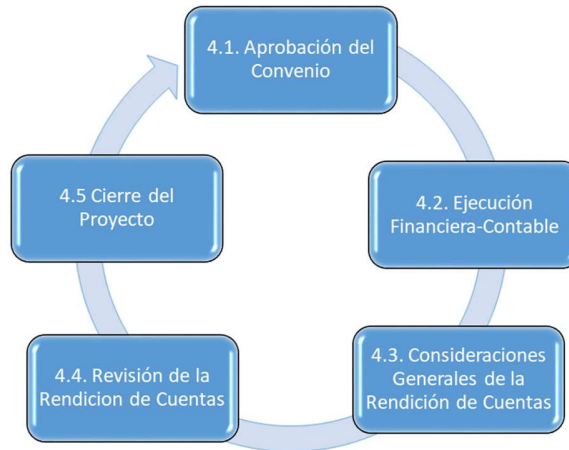 4.1. Aprobación del
Convenio
4.2. Ejecución
Financiera-Contable
4.3. Consideraciones
Generales de la
Rendición de Cuentas
4.4. Revisión de la
Rendicion de Cuentas
4.5 Cierre del
Proyecto